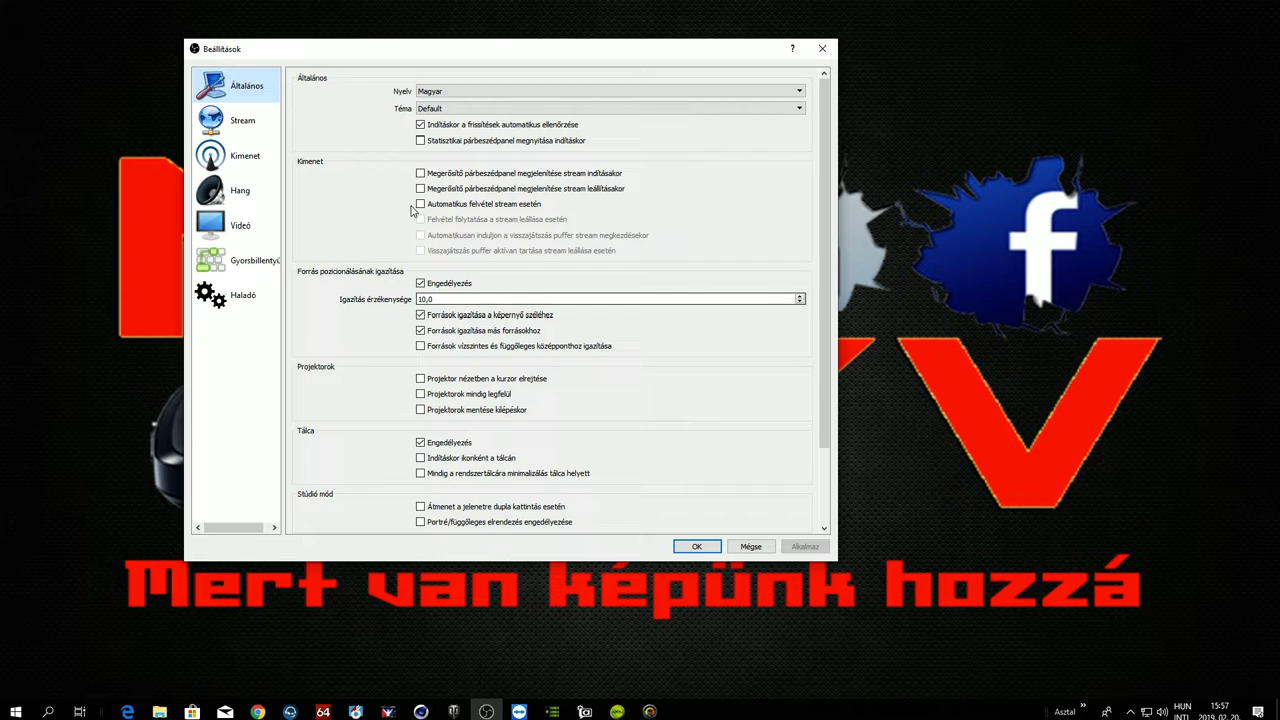 Beállítások
?
Általános
Stream
Kimenet
Hang
Videó
Gyorsbillentyű
Haladó
Általános
Nyelv Magyar
Téma Default
Indításkor a frissítések automatikus ellenőrzése
Statisztikai párbeszédpanel megnyitása indításkor
Kimenet
Megerősítő párbeszédpanel megjelenítése stream indításakor
Megerősítő párbeszédpanel megjelenítése stream leállításakor
Automatikus felvétel stream esetén
Felvétel folytatása a stream leállása esetén
Automatikusan induljon a visszajátszás puffer stream megkezdésekor
Visszajátszás puffer aktívan tartása stream leállása esetén
Forrás pozicionálásának igazítása
Engedélyezés
Igazítás érzékenysége 10,0
Források igazítása a képernyő széléhez
Források igazítása más forrásokhoz
Források vízszintes és függőleges középponthoz igazítása
Projektorok
Projektor nézetben a kurzor elrejtése
Projektorok mindig legfelül
Projektorok mentése kilépéskor
Tálca
Engedélyezés
Indításkor ikonként a tálcán
Mindig a rendszertálcára minimalizálás tálca helyett
Stúdió mód
Átmenet a jelenetre dupla kattintás esetén
Portré/függőleges elrendezés engedélyezése
OK Mégse Alkalmaz
f
V
Mert van képünk hozzá
64
Asztal
HUN
INTL
15:57
2019. 02. 20.